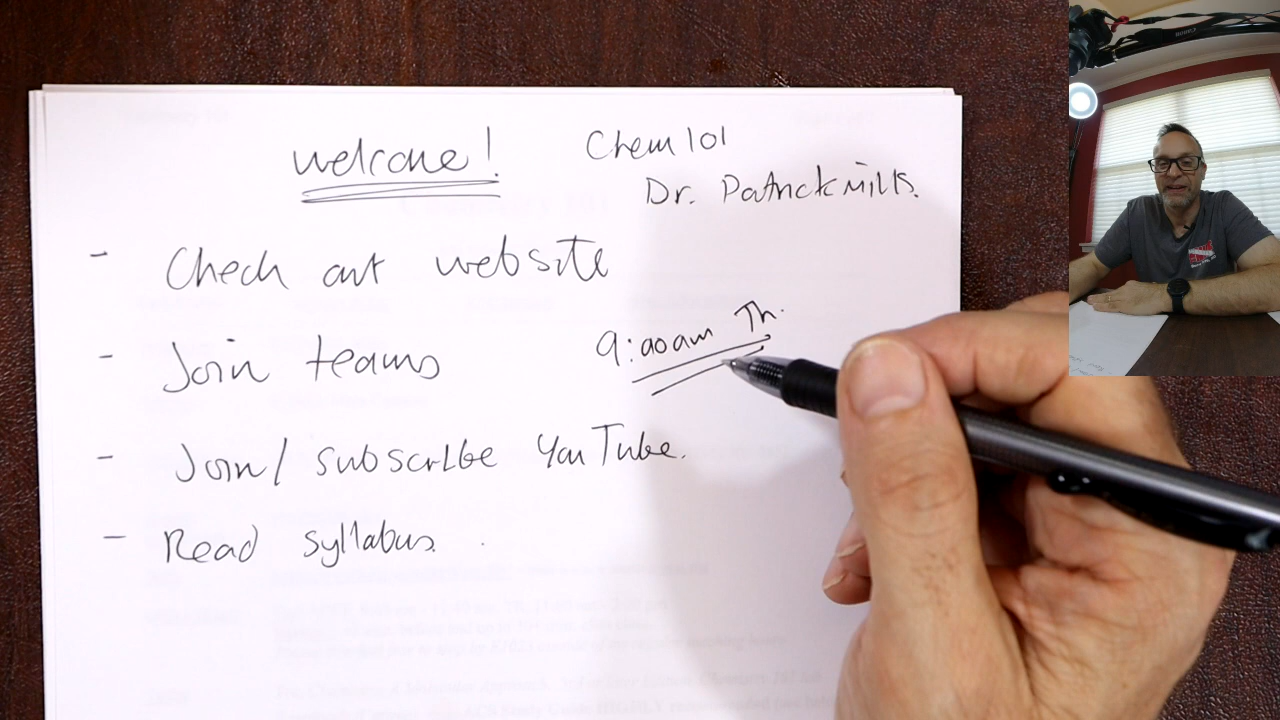 welcome!
Chem 101
Dr. Patrick Mills.
- Check out website
- Join teams
9:00am Th.
- Join/ subscribe YouTube.
- Read syllabus.